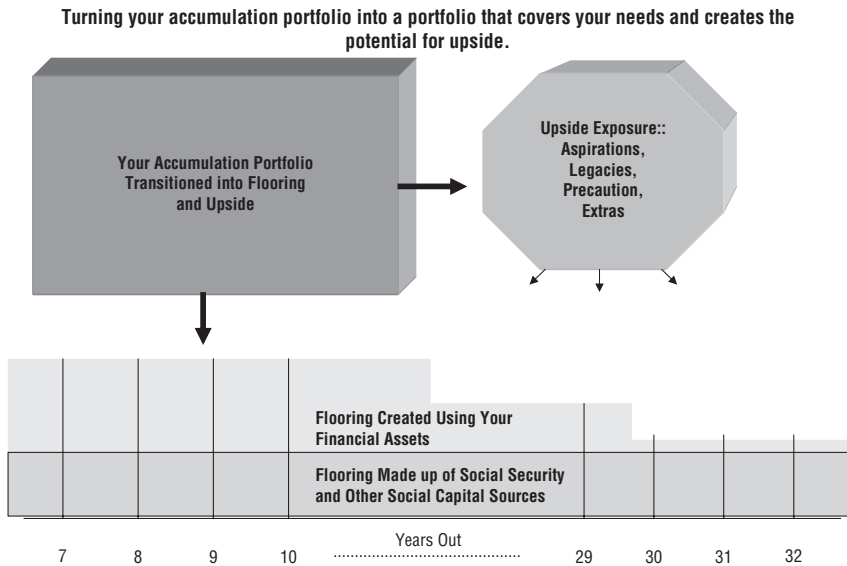 Turning your accumulation portfolio into a portfolio that covers your needs and creates the
potential for upside.
Your Accumulation Portfolio
Transitioned into Flooring
and Upside
Upside Exposure::
Aspirations,
Legacies,
Precaution,
Extras
Flooring Created Using Your
Financial Assets
Flooring Made up of Social Security
and Other Social Capital Sources
Years Out
7 8 9 10 29 30 31 32